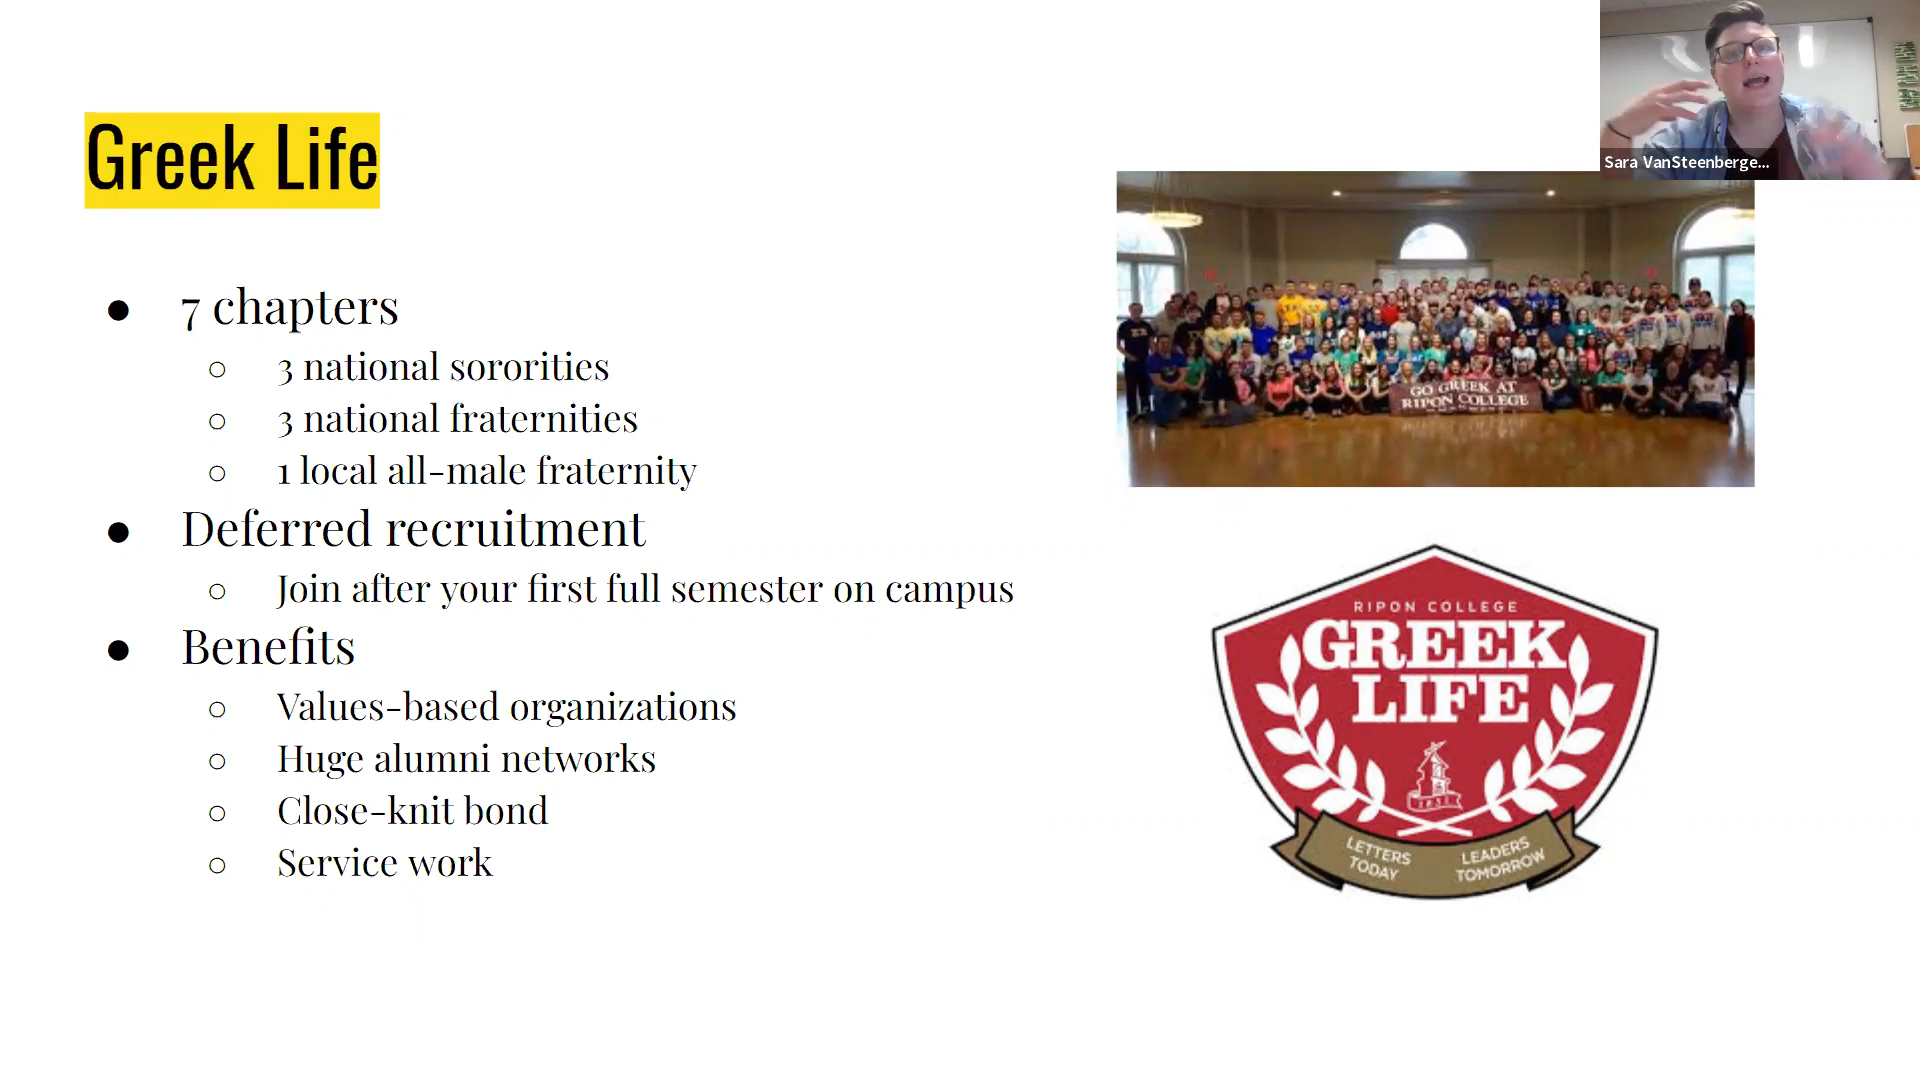 Sara VanSteenberge...
Greek Life
7 chapters
3 national sororities
3 national fraternities
1 local all-male fraternity
Deferred recruitment
Join after your first full semester on campus
Benefits
Values-based organizations
Huge alumni networks
Close-knit bond
Service work
GO GREEK AT
RIPON COLLEGE
RIPON COLLEGE
GREEK
LIFE
1851
LETTERS
TODAY
LEADERS
TOMORROW